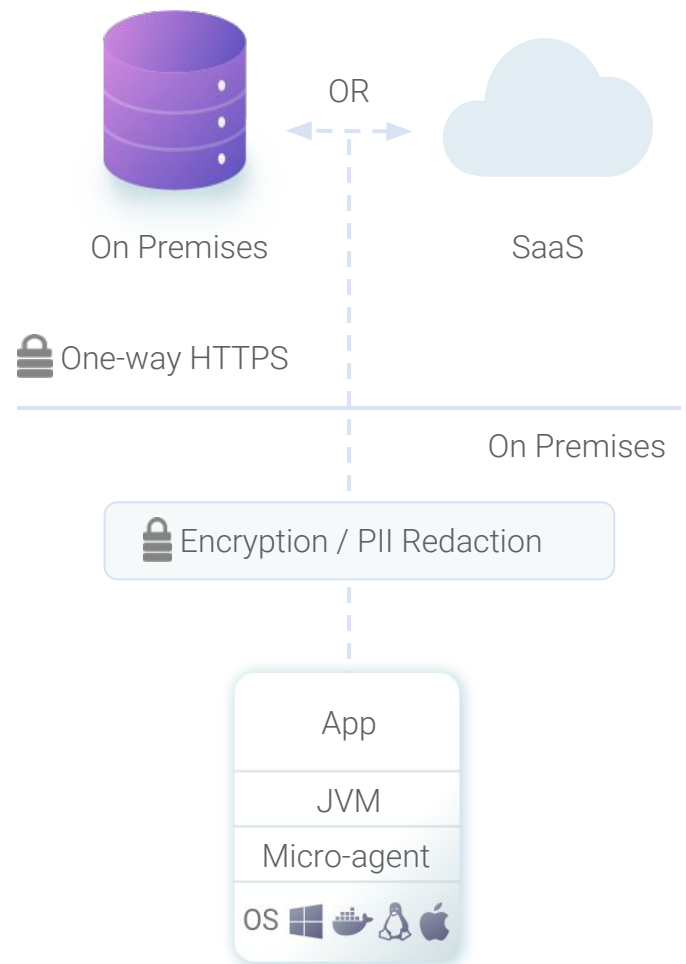 OR
On Premises
SaaS
One-way HTTPS
On Premises
Encryption / PII Redaction
App
JVM
Micro-agent
OS